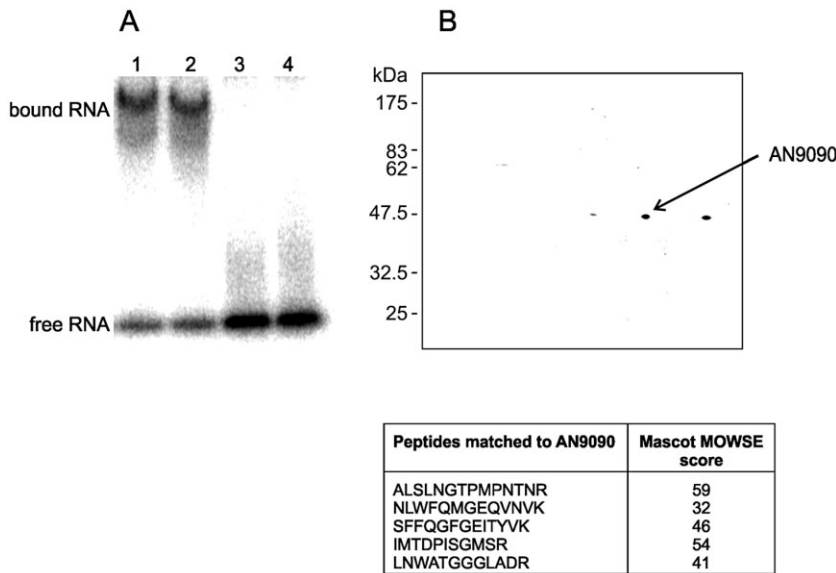 A
1 2 3 4
bound RNA
free RNA
B
kDa
175
83
62
47.5
32.5
25
AN9090
Peptides matched to AN9090 Mascot MOWSE
score
ALSLNGTPMPNTNR 59
NLWFQMGEQVNVK 32
SFFQGFGEITYVK 46
IMTDPISGMSR 54
LNWATGGGLADR 41